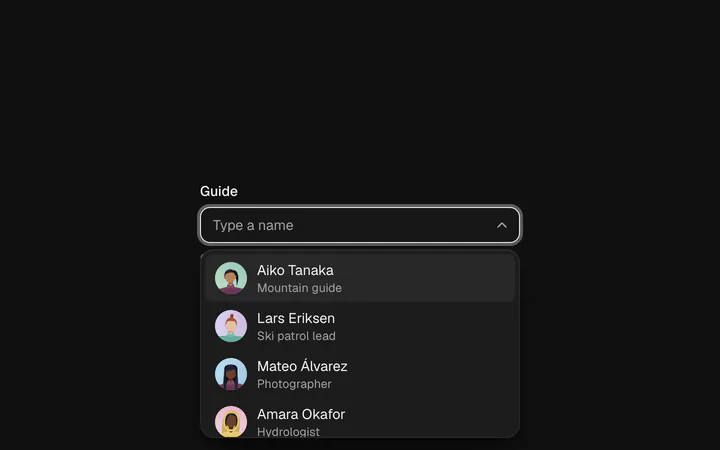 Guide
Type a name
Aiko Tanaka
Mountain guide
Lars Eriksen
Ski patrol lead
Mateo Álvarez
Photographer
Amara Okafor
Hydrologist